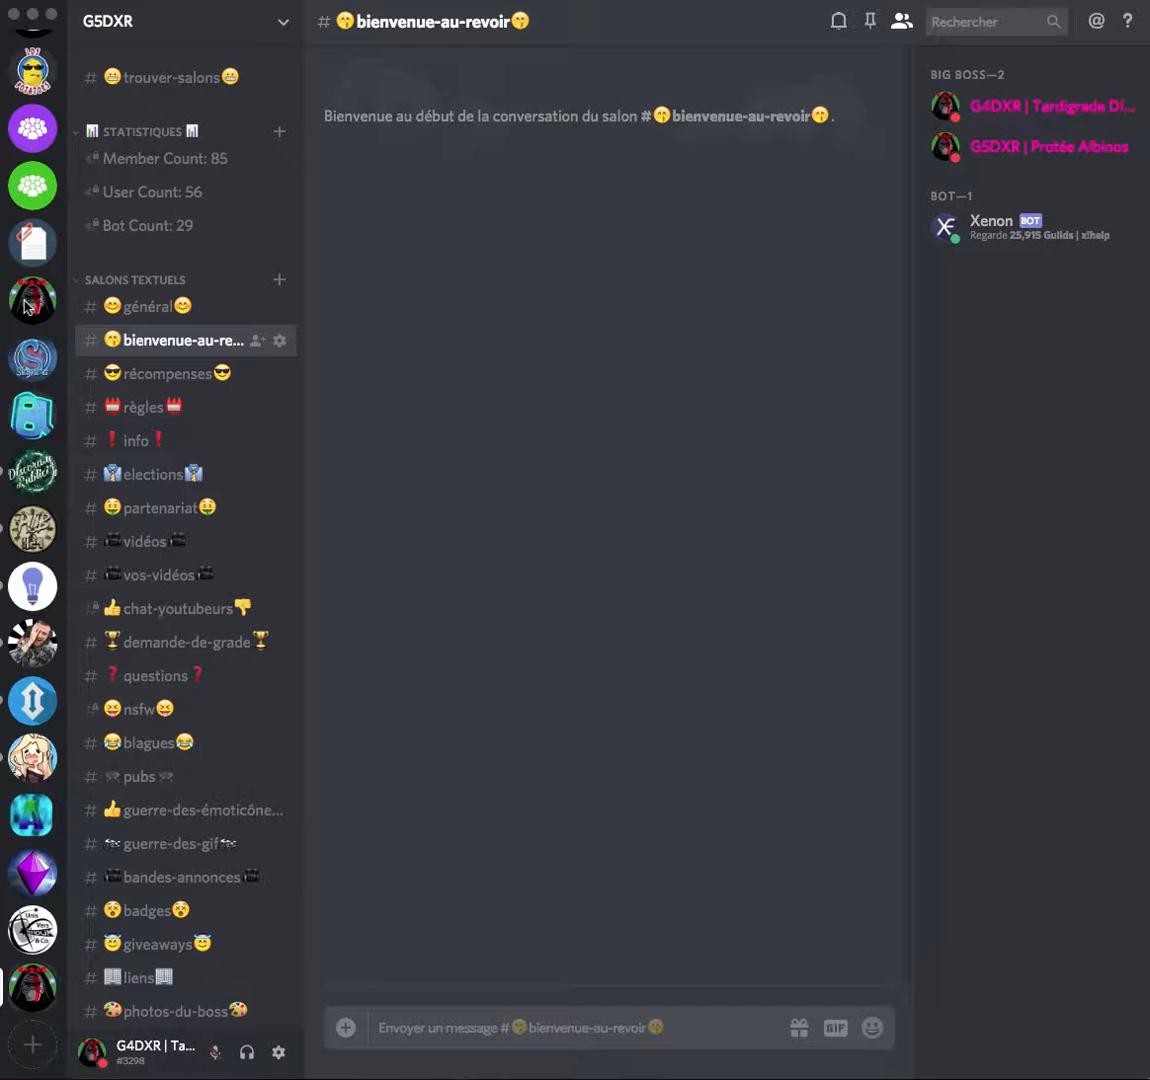 G5DXR
# 😙bienvenue-au-revoir😙
Rechercher
@ ?
LOS
POTATOES
# 😬trouver-salons😬
📊 STATISTIQUES 📊
Member Count: 85
User Count: 56
Bot Count: 29
SALONS TEXTUELS
# 😊général😊
# 😙bienvenue-au-re...
# 😎récompenses😎
# 📛règles📛
# ❗info❗
# 👔elections👔
# 🤑partenariat🤑
# 🎥vidéos🎥
# 🎥vos-vidéos🎥
# 👍chat-youtubeurs👎
# 🏆demande-de-grade🏆
# ❓questions❓
# 😝nsfw😝
# 😂blagues😂
# pubs
# 👍guerre-des-émoticône...
# guerre-des-gif
# 🎥bandes-annonces🎥
# 😵badges😵
# 😇giveaways😇
# liens
# 🎨photos-du-boss🎨
G4DXR | Ta...
#3298
Bienvenue au début de la conversation du salon #😙bienvenue-au-revoir😙 .
Envoyer un message #😙bienvenue-au-revoir😙
GIF
BIG BOSS—2
G4DXR | Tardigrade Di...
G5DXR | Protée Albinos
BOT—1
Xenon BOT
Regarde 25,915 Guilds | x!help